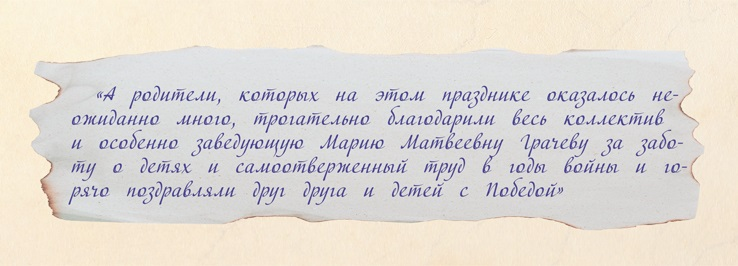 «А родители, которых на этом празднике оказалось не-
ожиданно много, трогательно благодарили весь коллектив
и особенно заведующую Марию Матвеевну Грачеву за забо-
ту о детях и самоотверженный труд в годы войны и го-
рячо поздравляли друг друга и детей с Победой»